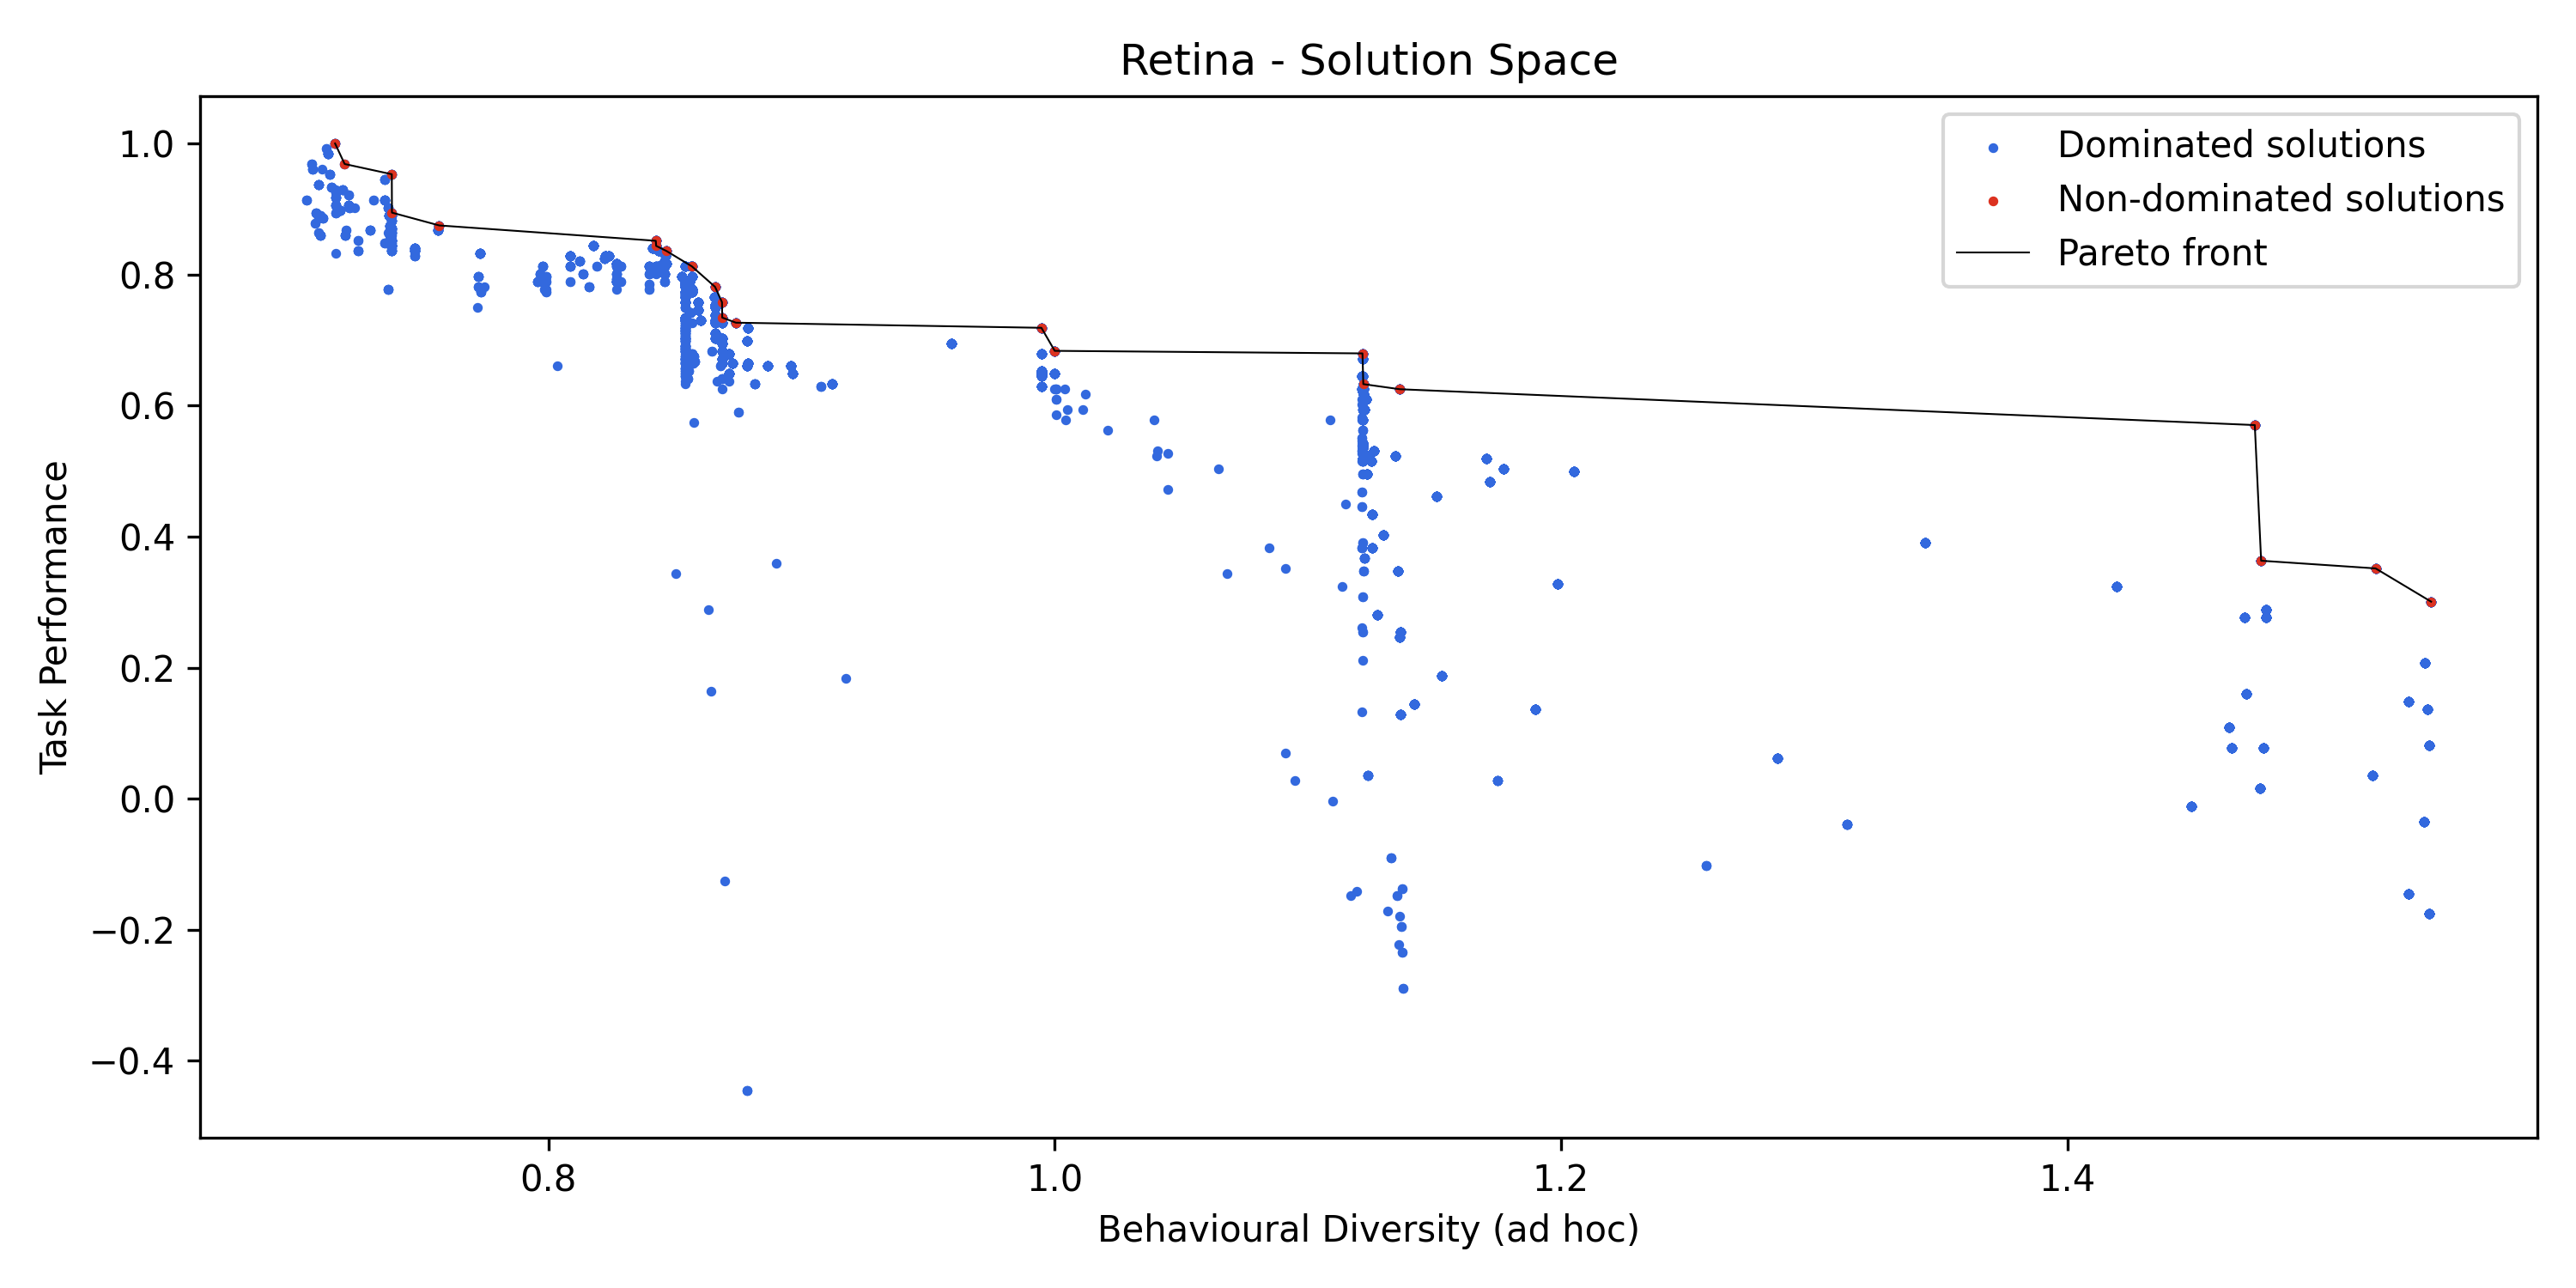 Retina - Solution Space
Dominated solutions
Non-dominated solutions
Pareto front
Task Performance
1.0
0.8
0.6
0.4
0.2
0.0
−0.2
−0.4
0.8 1.0 1.2 1.4
Behavioural Diversity (ad hoc)